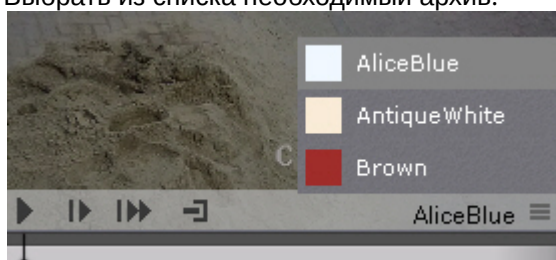 Выбрать из списка необходимый архив.
AliceBlue
AntiqueWhite
C
Brown
AliceBlue